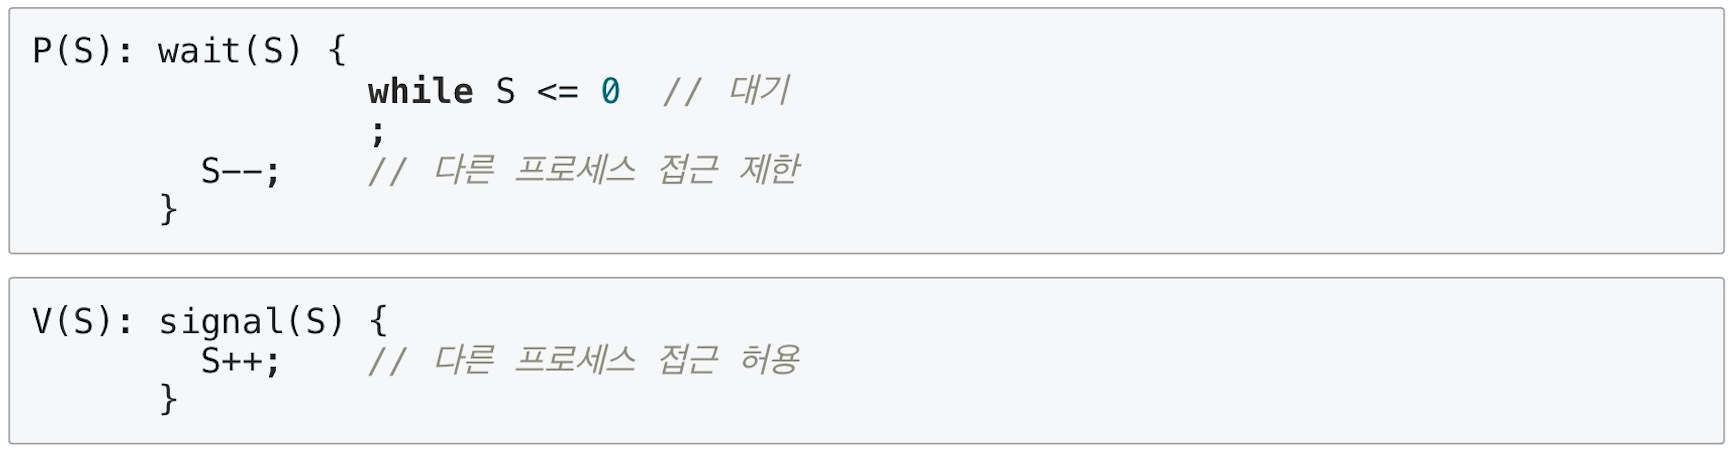 P(S): wait(S) {
while S <= 0 // 대기
;
S--; // 다른 프로세스 접근 제한
}
V(S): signal(S) {
S++; // 다른 프로세스 접근 허용
}